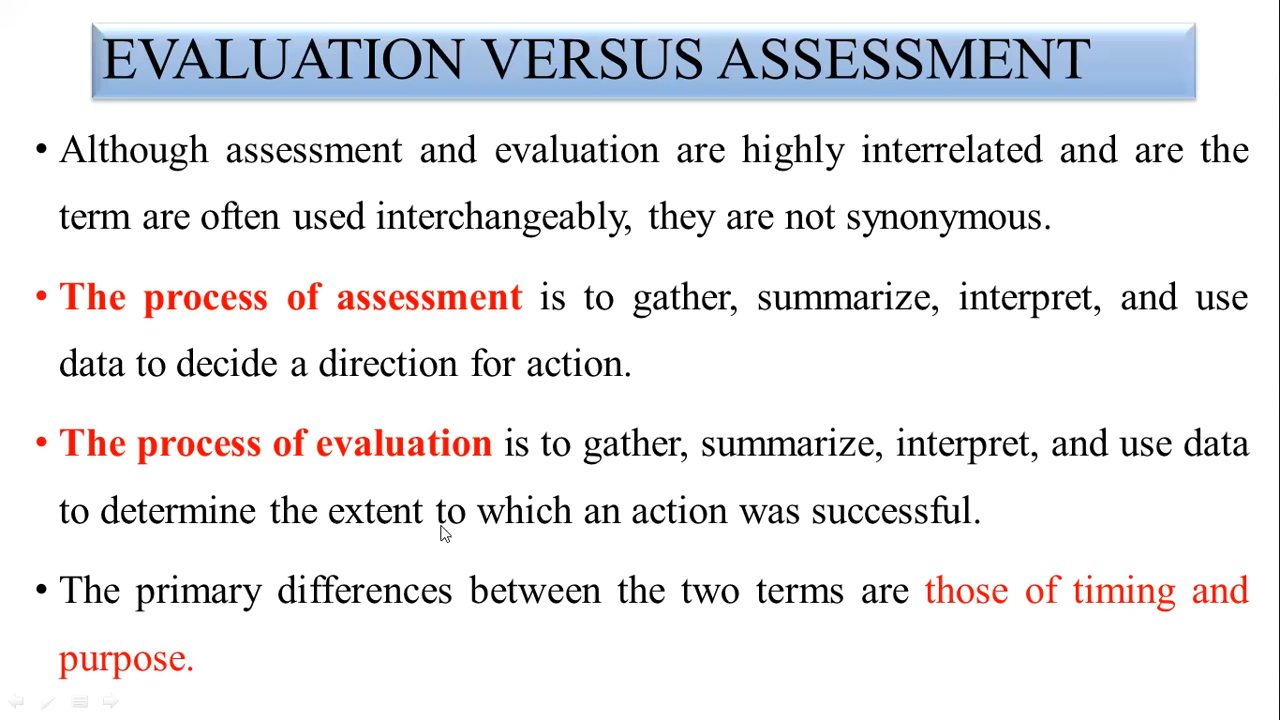 EVALUATION VERSUS ASSESSMENT
• Although assessment and evaluation are highly interrelated and are the
term are often used interchangeably, they are not synonymous.
• The process of assessment is to gather, summarize, interpret, and use
data to decide a direction for action.
• The process of evaluation is to gather, summarize, interpret, and use data
to determine the extent to which an action was successful.
• The primary differences between the two terms are those of timing and
purpose.